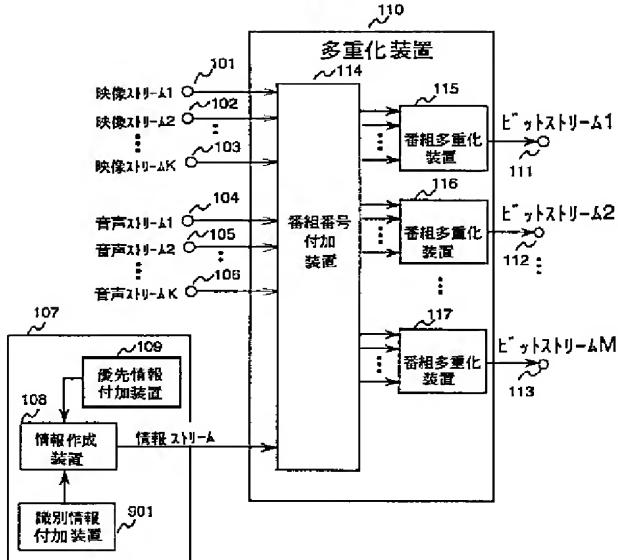 110
多重化装置
101
114
映像ストリーム1
102
115
映像ストリーム2
番組多重化
装置
ビットストリーム1
103
111
映像ストリームK
116
104
音声ストリーム1
番組番号
付加
装置
番組多重化
装置
ビットストリーム2
105
112
音声ストリーム2
106
音声ストリームK
117
107
番組多重化
装置
ビットストリームM
109
113
優先情報
付加装置
108
情報作成
装置
情報ストリーム
901
識別情報
付加装置